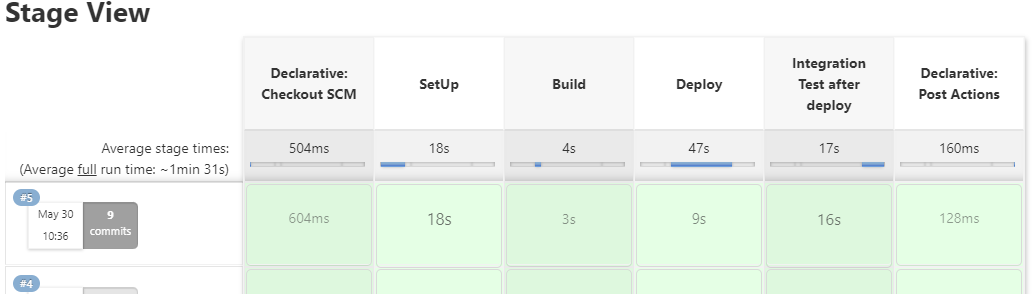 Stage View
Declarative:
Checkout SCM
SetUp
Build
Deploy
Integration
Test after
deploy
Declarative:
Post Actions
Average stage times:
(Average full run time: ~1min 31s)
504ms
18s
4s
47s
17s
160ms
#5
May 30
10:36
9
commits
604ms
18s
3s
9s
16s
128ms
#4